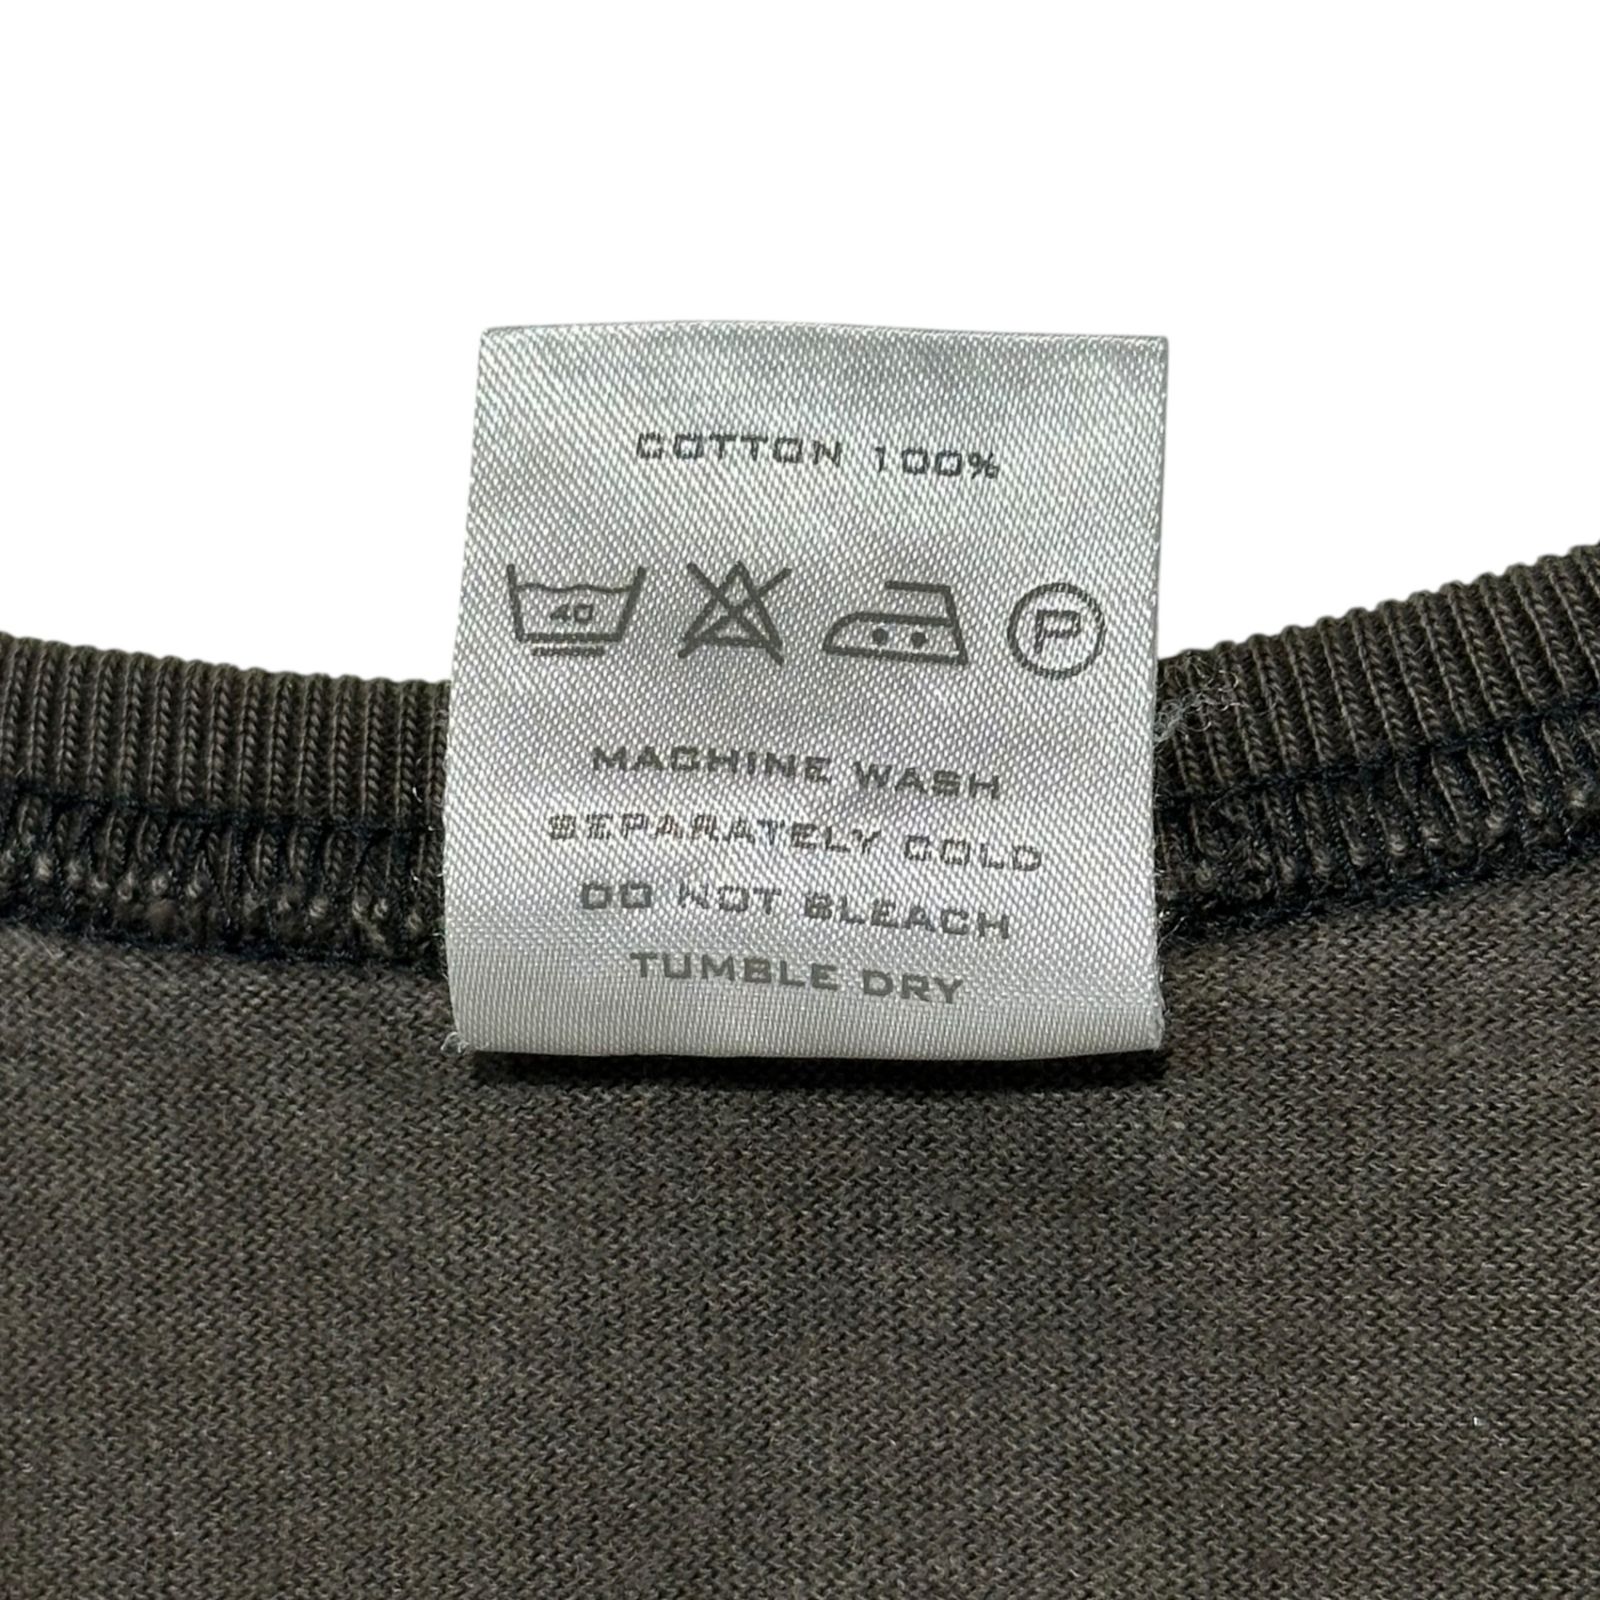 COTTON 100%
40 P
MACHINE WASH
SEPARATELY COLD
DO NOT BLEACH
TUMBLE DRY